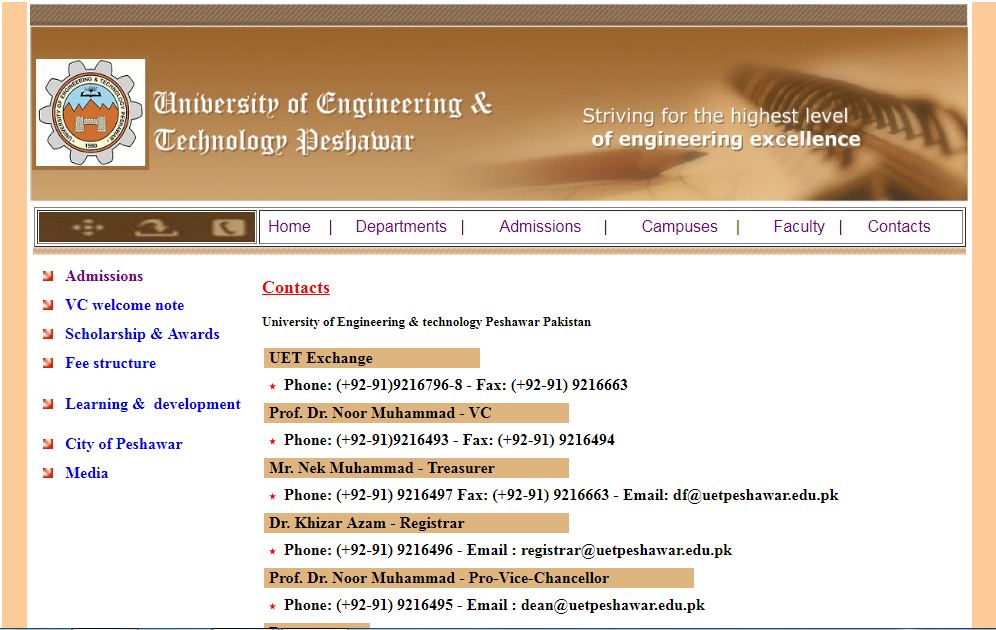 UNIVERSITY OF ENGINEERING & TECHNOLOGY PESHAWAR
1980
University of Engineering &
Technology Peshawar
Striving for the highest level
of engineering excellence
Home | Departments | Admissions | Campuses | Faculty | Contacts
Admissions
VC welcome note
Scholarship & Awards
Fee structure
Learning & development
City of Peshawar
Media
Contacts
University of Engineering & technology Peshawar Pakistan
UET Exchange
Phone: (+92-91)9216796-8 - Fax: (+92-91) 9216663
Prof. Dr. Noor Muhammad - VC
Phone: (+92-91)9216493 - Fax: (+92-91) 9216494
Mr. Nek Muhammad - Treasurer
Phone: (+92-91) 9216497 Fax: (+92-91) 9216663 - Email: df@uetpeshawar.edu.pk
Dr. Khizar Azam - Registrar
Phone: (+92-91) 9216496 - Email : registrar@uetpeshawar.edu.pk
Prof. Dr. Noor Muhammad - Pro-Vice-Chancellor
Phone: (+92-91) 9216495 - Email : dean@uetpeshawar.edu.pk